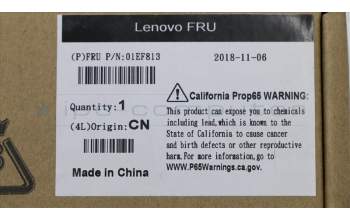 Lenovo FRU
(P)FRU P/N:01EF813
2018-11-06
Quantity:1
(4L)Origin:CN
Made in China
California Prop65 WARNING:
This product can expose you to chemicals
including lead,which is known to the
State of California to cause cancer
and birth defects or other reproductive
harm.For more information,go to
WWW.P65Warnings.ca.gov.